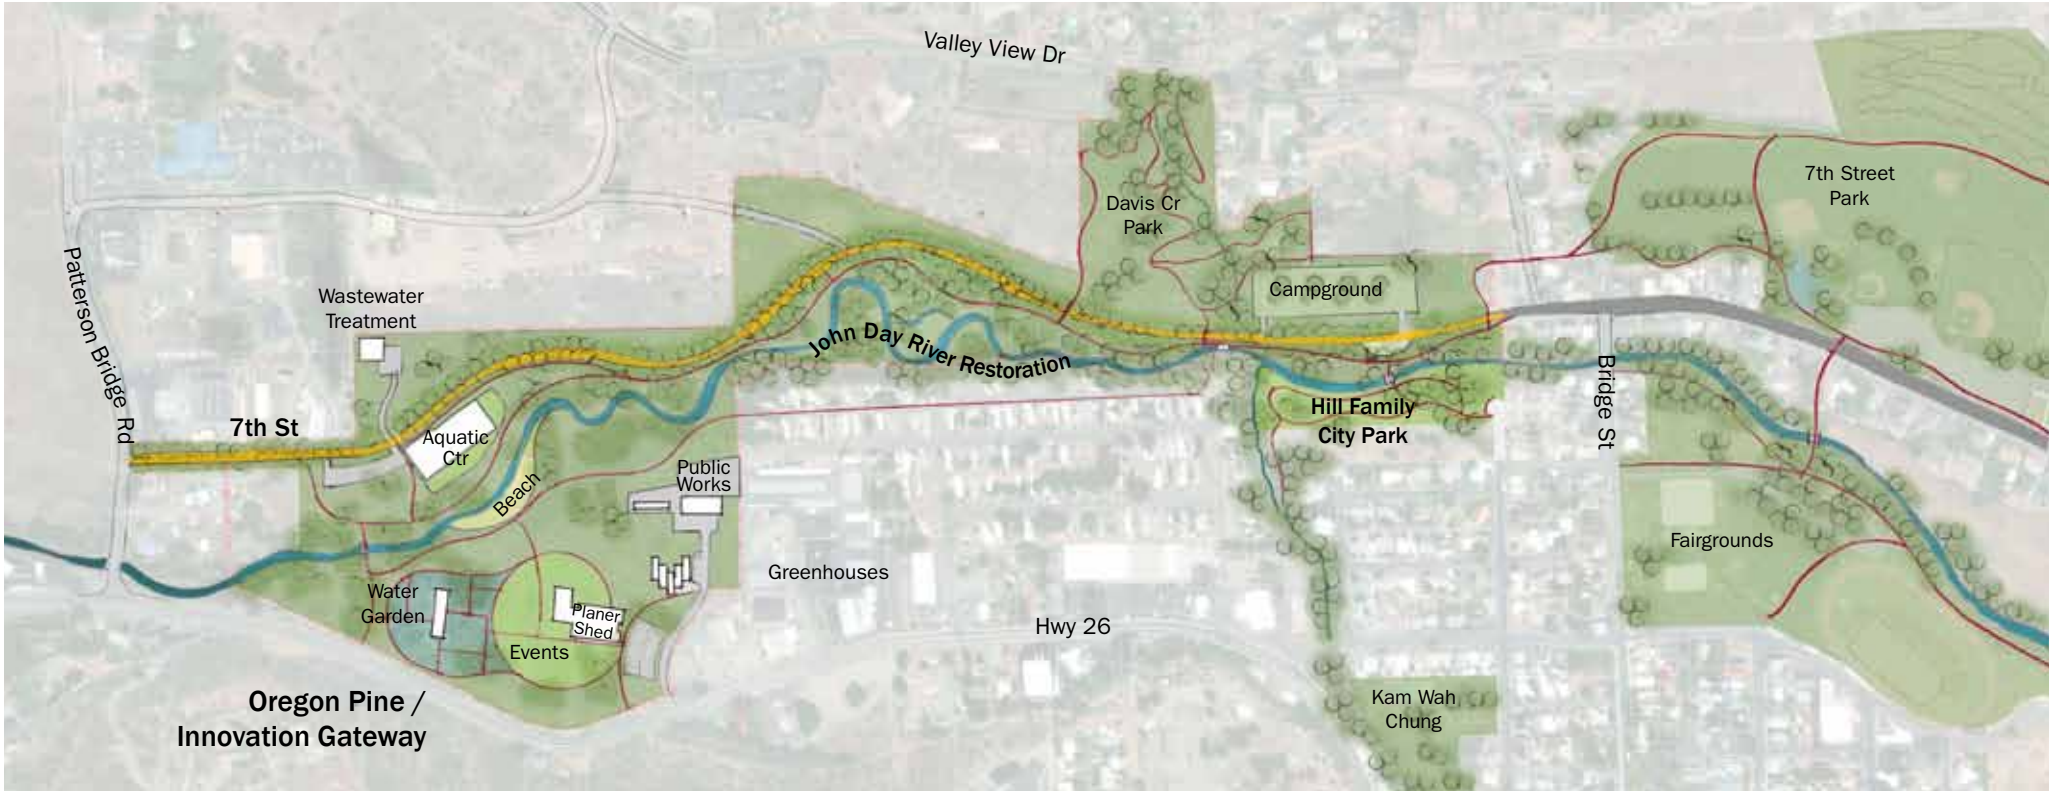 Valley View Dr
7th Street
Park
Davis Cr
Park
Patterson Bridge Rd
Wastewater
Treatment
Campground
John Day River Restoration
Bridge St
7th St
Hill Family
City Park
Aquatic
Ctr
Public
Works
Beach
Fairgrounds
Greenhouses
Water
Garden
Planer
Shed
Hwy 26
Events
Oregon Pine /
Innovation Gateway
Kam Wah
Chung